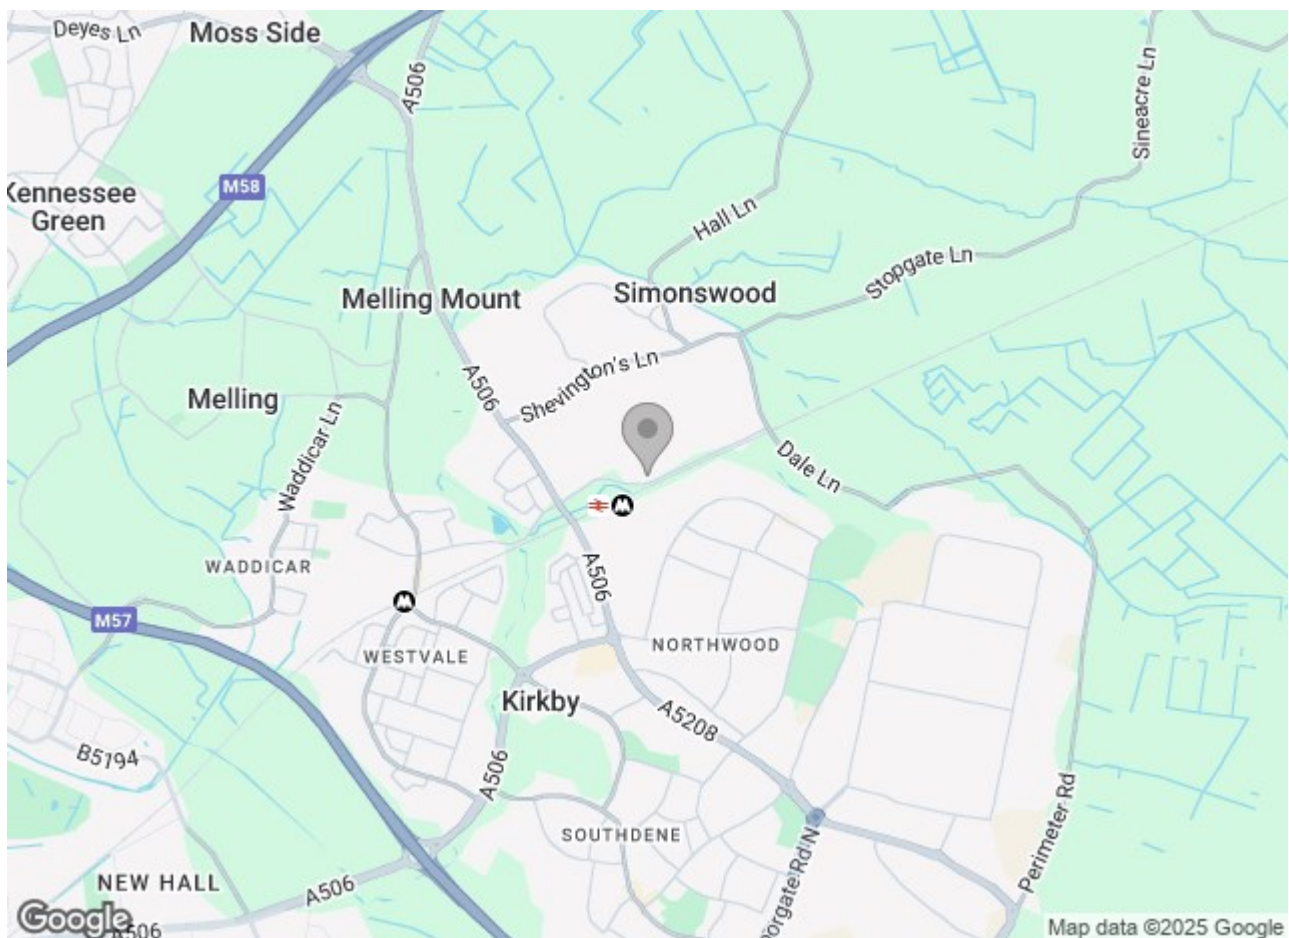 Deyes Ln
Moss Side
A506
Sineacre Ln
M58
Kennessee
Green
Hall Ln
Stopgate Ln
Melling Mount
Simonswood
Shevington's Ln
A506
Melling
Waddicar Ln
Dale Ln
WADDICAR
A506
M57
WESTVALE
NORTHWOOD
Kirkby
A5208
B5194
A506
Perimeter Rd
SOUTHDENE
orgate Rd N
NEW HALL
A506
Google
A506
Map data ©2025 Google